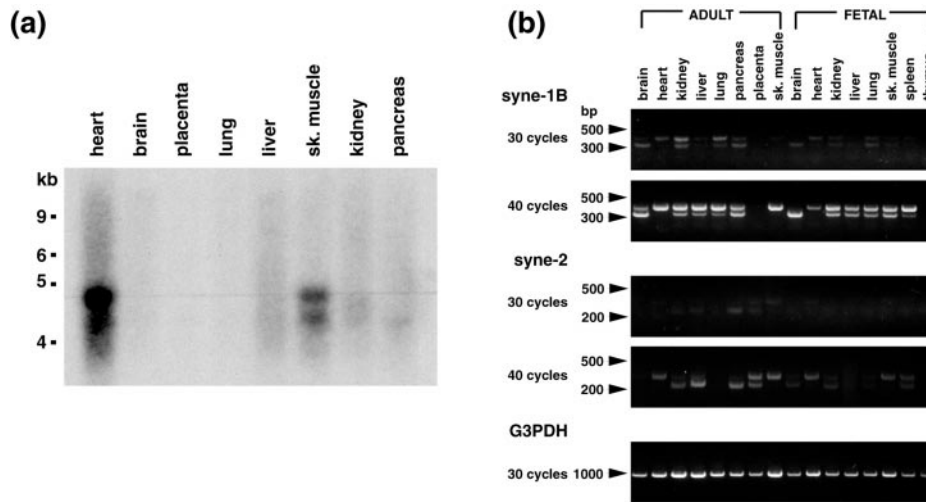 (a)
heart
brain
placenta
lung
liver
sk. muscle
kidney
pancreas
kb
9
6
5
4
(b)
ADULT
FETAL
brain
heart
kidney
liver
lung
pancreas
placenta
sk. muscle
brain
heart
kidney
liver
lung
sk. muscle
spleen
syne-1B
bp
500
30 cycles
300
500
40 cycles
300
syne-2
500
30 cycles
200
500
40 cycles
200
G3PDH
30 cycles 1000